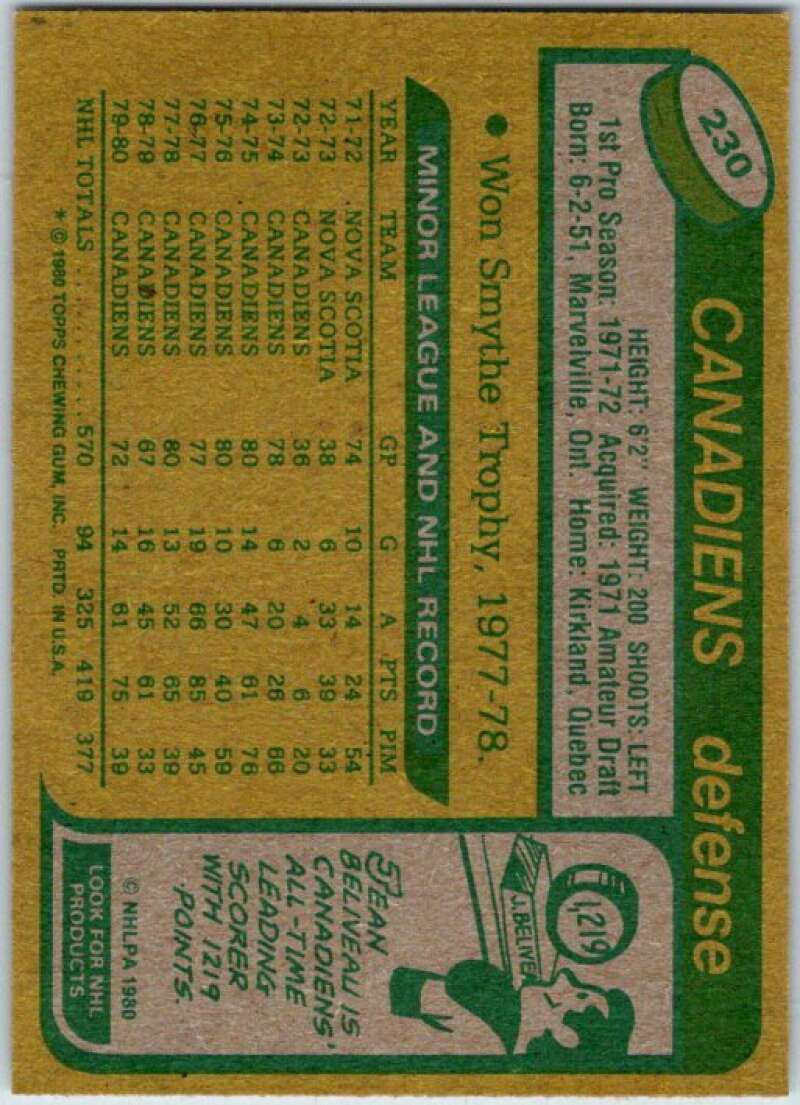 230
CANADIENS defense
HEIGHT: 6'2" WEIGHT: 200 SHOOTS: LEFT
1st Pro Season: 1971-72 Acquired: 1971 Amateur Draft
Born: 6-2-51, Marvelville, Ont. Home: Kirkland, Quebec
• Won Smythe Trophy, 1977-78.
MINOR LEAGUE AND NHL RECORD
YEAR TEAM GP G A PTS PIM
71-72 NOVA SCOTIA 74 10 14 24 54
72-73 NOVA SCOTIA 38 6 33 39 33
72-73 CANADIENS 36 2 4 6 20
73-74 CANADIENS 78 6 20 26 66
74-75 CANADIENS 80 14 47 61 76
75-76 CANADIENS 80 10 30 40 59
76-77 CANADIENS 77 19 66 85 45
77-78 CANADIENS 80 13 52 65 39
78-79 CANADIENS 67 16 45 61 33
79-80 CANADIENS 72 14 61 75 39
NHL TOTALS . . . . . . . . . . . . 570 94 325 419 377
* © 1980 TOPPS CHEWING GUM, INC. PRTD. IN U.S.A.
1,219
J. BELIVE
JEAN
BELIVEAU IS
CANADIENS'
ALL-TIME
LEADING
SCORER
WITH 1219
POINTS.
© NHLPA 1980
LOOK FOR NHL
PRODUCTS